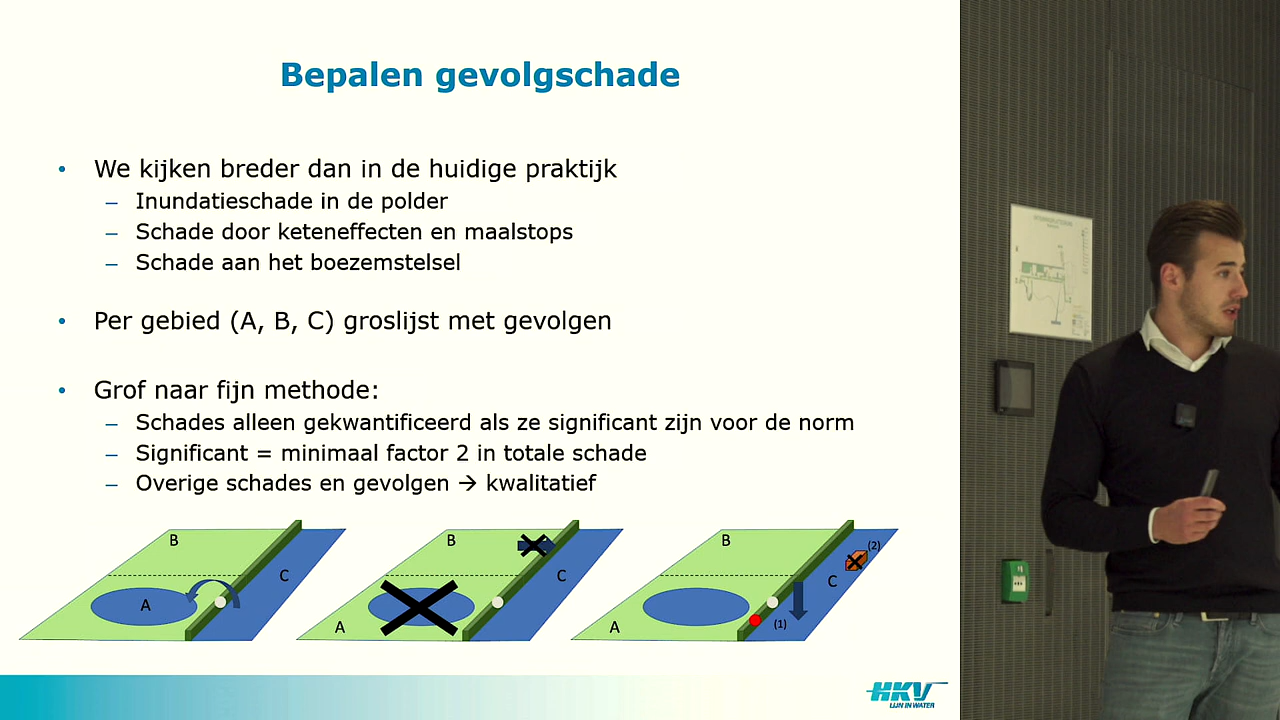 Bepalen gevolgschade
• We kijken breder dan in de huidige praktijk
– Inundatieschade in de polder
– Schade door keteneffecten en maalstops
– Schade aan het boezemstelsel
• Per gebied (A, B, C) groslijst met gevolgen
• Grof naar fijn methode:
– Schades alleen gekwantificeerd als ze significant zijn voor de norm
– Significant = minimaal factor 2 in totale schade
– Overige schades en gevolgen → kwalitatief
B
C
A
B
C
A
B
(2)
C
A
(1)
HKV
LIJN IN WATER